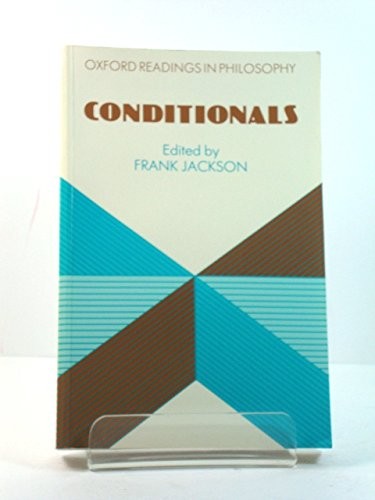 OXFORD READINGS IN PHILOSOPHY
CONDITIONALS
Edited by
FRANK JACKSON